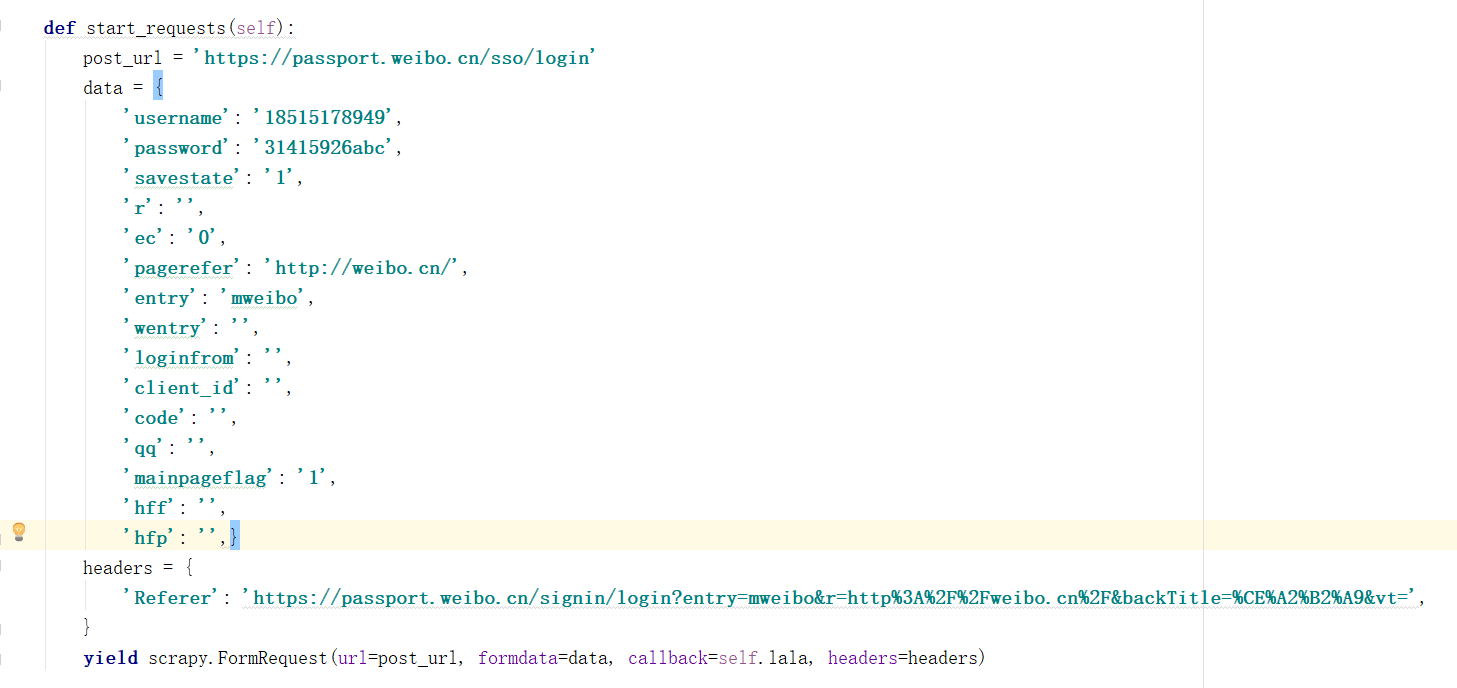 def start_requests(self):
post_url = 'https://passport.weibo.cn/sso/login'
data = {
'username': '18515178949',
'password': '31415926abc',
'savestate': '1',
'r': '',
'ec': '0',
'pagerefer': 'http://weibo.cn/',
'entry': 'mweibo',
'wentry': '',
'loginfrom': '',
'client_id': '',
'code': '',
'qq': '',
'mainpageflag': '1',
'hff': '',
'hfp': '',}
headers = {
'Referer': 'https://passport.weibo.cn/signin/login?entry=mweibo&r=http%3A%2F%2Fweibo.cn%2F&backTitle=%CE%A2%B2%A9&vt=',
}
yield scrapy.FormRequest(url=post_url, formdata=data, callback=self.lala, headers=headers)